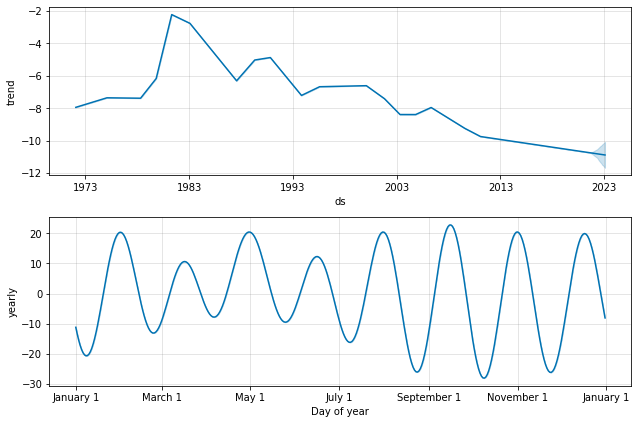 −2
−4
−6
−8
−10
−12
trend
1973 1983 1993 2003 2013 2023
ds
20
10
0
−10
−20
−30
yearly
January 1 March 1 May 1 July 1 September 1 November 1 January 1
Day of year